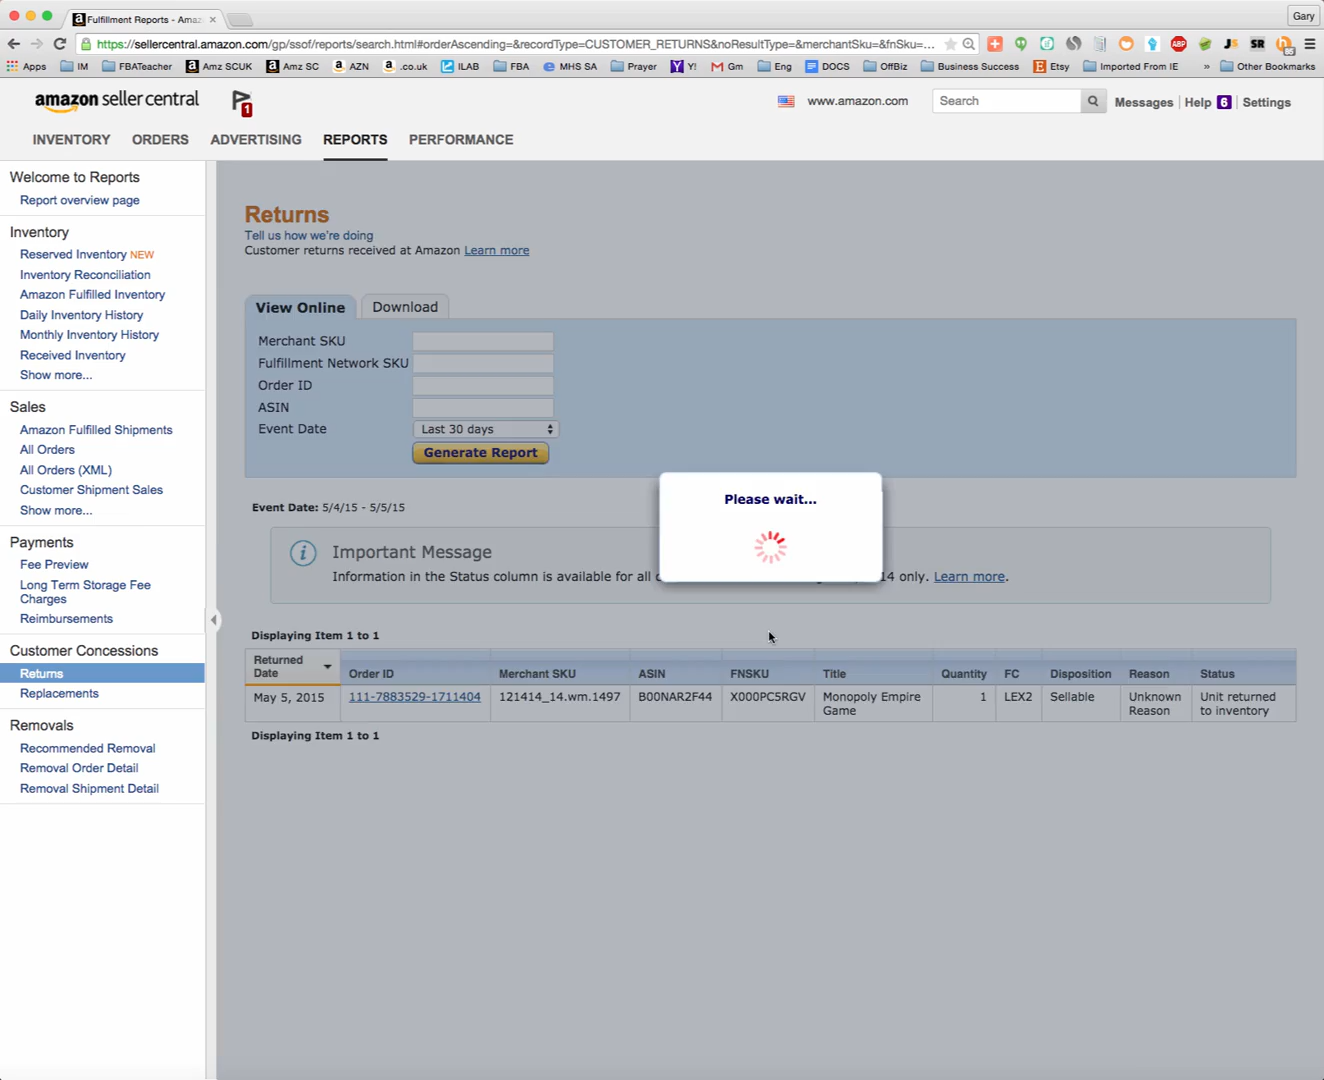 Fulfillment Reports - Amaz
Gary
https://sellercentral.amazon.com/gp/ssof/reports/search.html#orderAscending=&recordType=CUSTOMER_RETURNS&noResultType=&merchantSku=&fnSku=...
ABP
JS
SR
Apps IM FBATeacher Amz SCUK Amz SC AZN .co.uk ILAB FBA MHS SA Prayer Y! Gm Eng DOCS OffBiz Business Success Etsy Imported From IE » Other Bookmarks
amazon seller central
1
www.amazon.com
Search
Messages | Help 6 | Settings
INVENTORY ORDERS ADVERTISING REPORTS PERFORMANCE
Welcome to Reports
Report overview page
Inventory
Reserved Inventory NEW
Inventory Reconciliation
Amazon Fulfilled Inventory
Daily Inventory History
Monthly Inventory History
Received Inventory
Show more...
Sales
Amazon Fulfilled Shipments
All Orders
All Orders (XML)
Customer Shipment Sales
Show more...
Payments
Fee Preview
Long Term Storage Fee
Charges
Reimbursements
Customer Concessions
Returns
Replacements
Removals
Recommended Removal
Removal Order Detail
Removal Shipment Detail
Returns
Tell us how we're doing
Customer returns received at Amazon Learn more
View Online Download
Merchant SKU
Fulfillment Network SKU
Order ID
ASIN
Event Date Last 30 days
Generate Report
Please wait...
Event Date: 5/4/15 - 5/5/15
Important Message
Information in the Status column is available for all 14 only. Learn more.
Displaying Item 1 to 1
Returned
Date Order ID Merchant SKU ASIN FNSKU Title Quantity FC Disposition Reason Status
May 5, 2015 111-7883529-1711404 121414_14.wm.1497 B00NAR2F44 X000PC5RGV Monopoly Empire 1 LEX2 Sellable Unknown Unit returned
Game Reason to inventory
Displaying Item 1 to 1